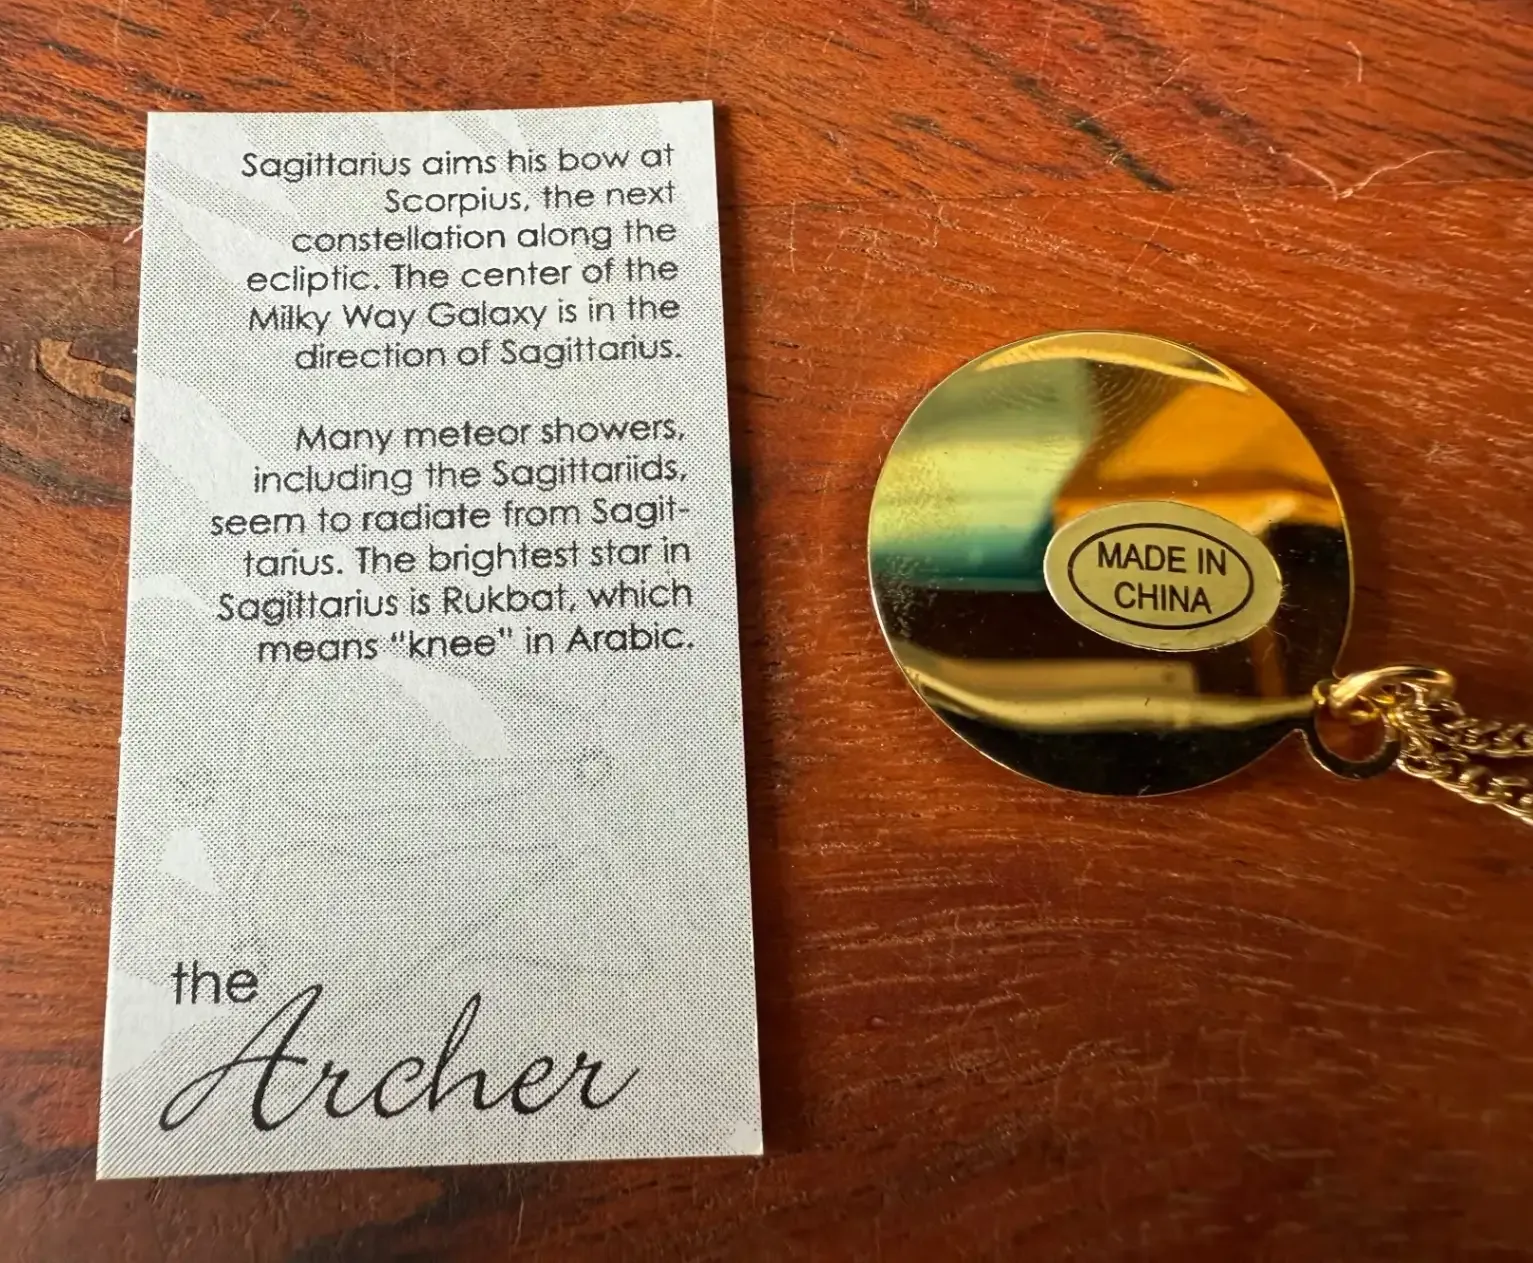 Sagittarius aims his bow at
Scorpius, the next
constellation along the
ecliptic. The center of the
Milky Way Galaxy is in the
direction of Sagittarius.
Many meteor showers,
including the Sagittariids,
seem to radiate from Sagit-
tarius. The brightest star in
Sagittarius is Rukbat, which
means “knee” in Arabic.
the
Archer
MADE IN
CHINA